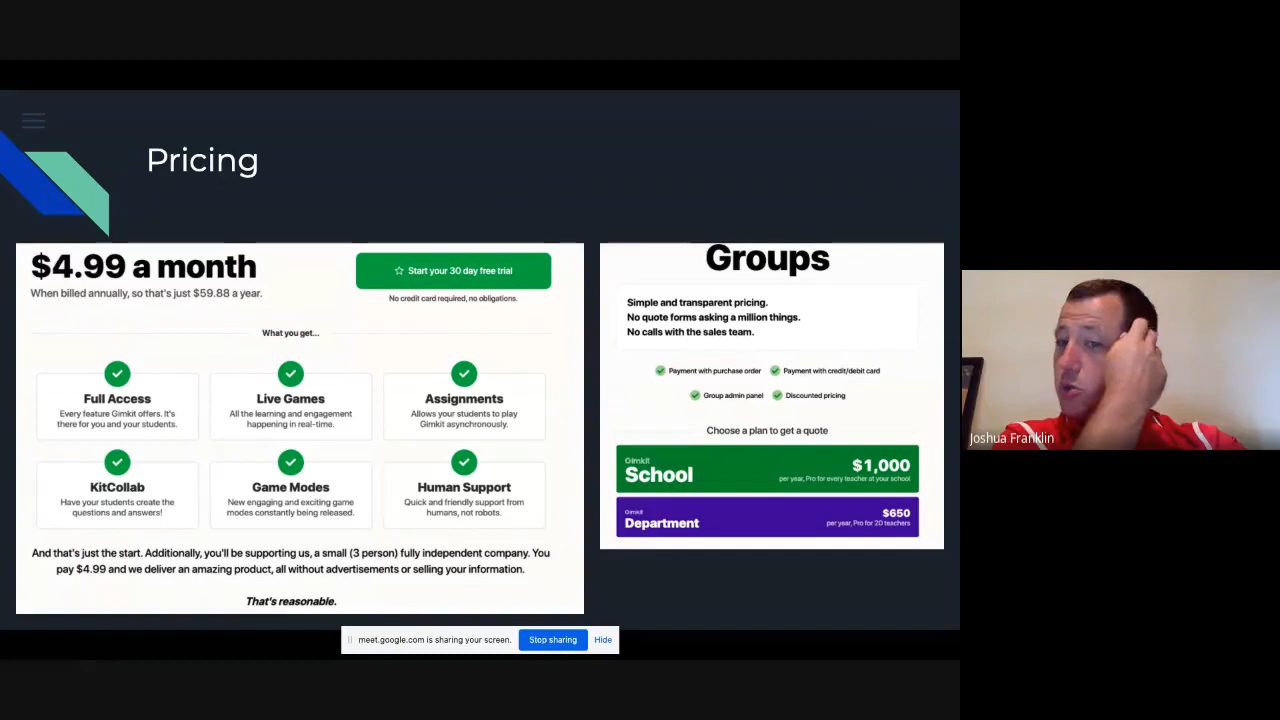 Pricing
$4.99 a month
When billed annually, so that's just $59.88 a year.
Start your 30 day free trial
No credit card required, no obligations.
What you get...
Full Access
Every feature Gimkit offers. It's
there for you and your students.
Live Games
All the learning and engagement
happening in real-time.
Assignments
Allows your students to play
Gimkit asynchronously.
KitCollab
Have your students create the
questions and answers!
Game Modes
New engaging and exciting game
modes constantly being released.
Human Support
Quick and friendly support from
humans, not robots.
And that's just the start. Additionally, you'll be supporting us, a small (3 person) fully independent company. You
pay $4.99 and we deliver an amazing product, all without advertisements or selling your information.
That's reasonable.
Groups
Simple and transparent pricing.
No quote forms asking a million things.
No calls with the sales team.
Payment with purchase order
Payment with credit/debit card
Group admin panel
Discounted pricing
Choose a plan to get a quote
Gimkit
School
$1,000
per year, Pro for every teacher at your school
Gimkit
Department
$650
per year, Pro for 20 teachers
meet.google.com is sharing your screen.
Stop sharing
Hide
Joshua Franklin